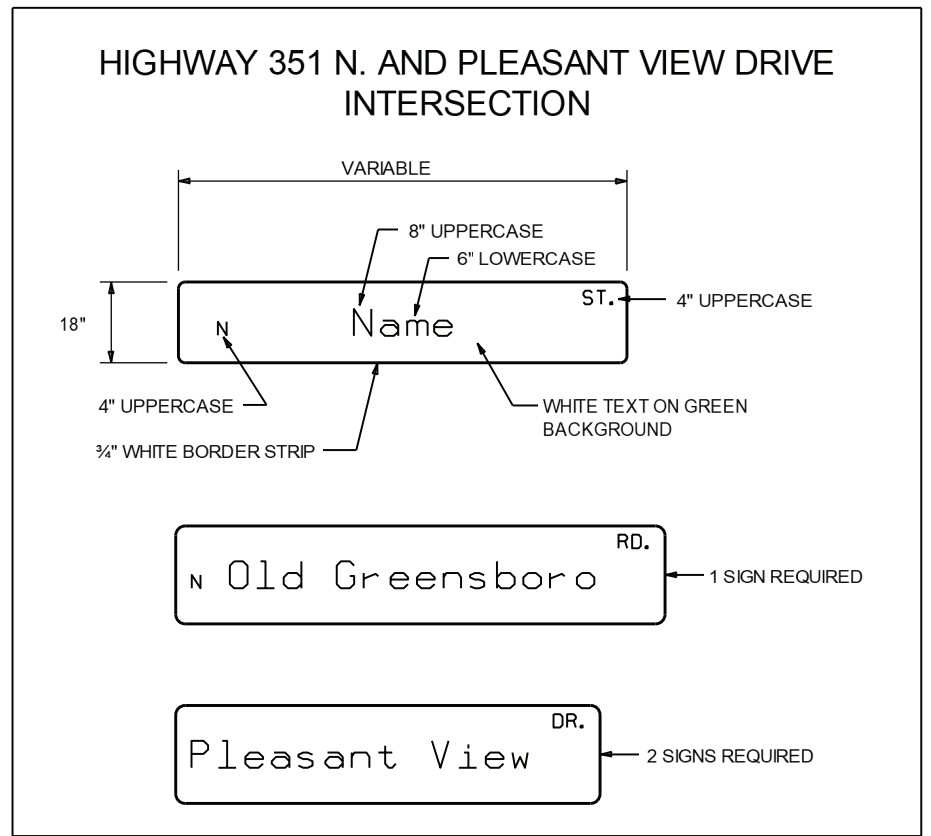 HIGHWAY 351 N. AND PLEASANT VIEW DRIVE
INTERSECTION
VARIABLE
8" UPPERCASE
6" LOWERCASE
ST.
4" UPPERCASE
18"
N Name
4" UPPERCASE
WHITE TEXT ON GREEN
BACKGROUND
¾" WHITE BORDER STRIP
RD.
N Old Greensboro
1 SIGN REQUIRED
DR.
Pleasant View
2 SIGNS REQUIRED